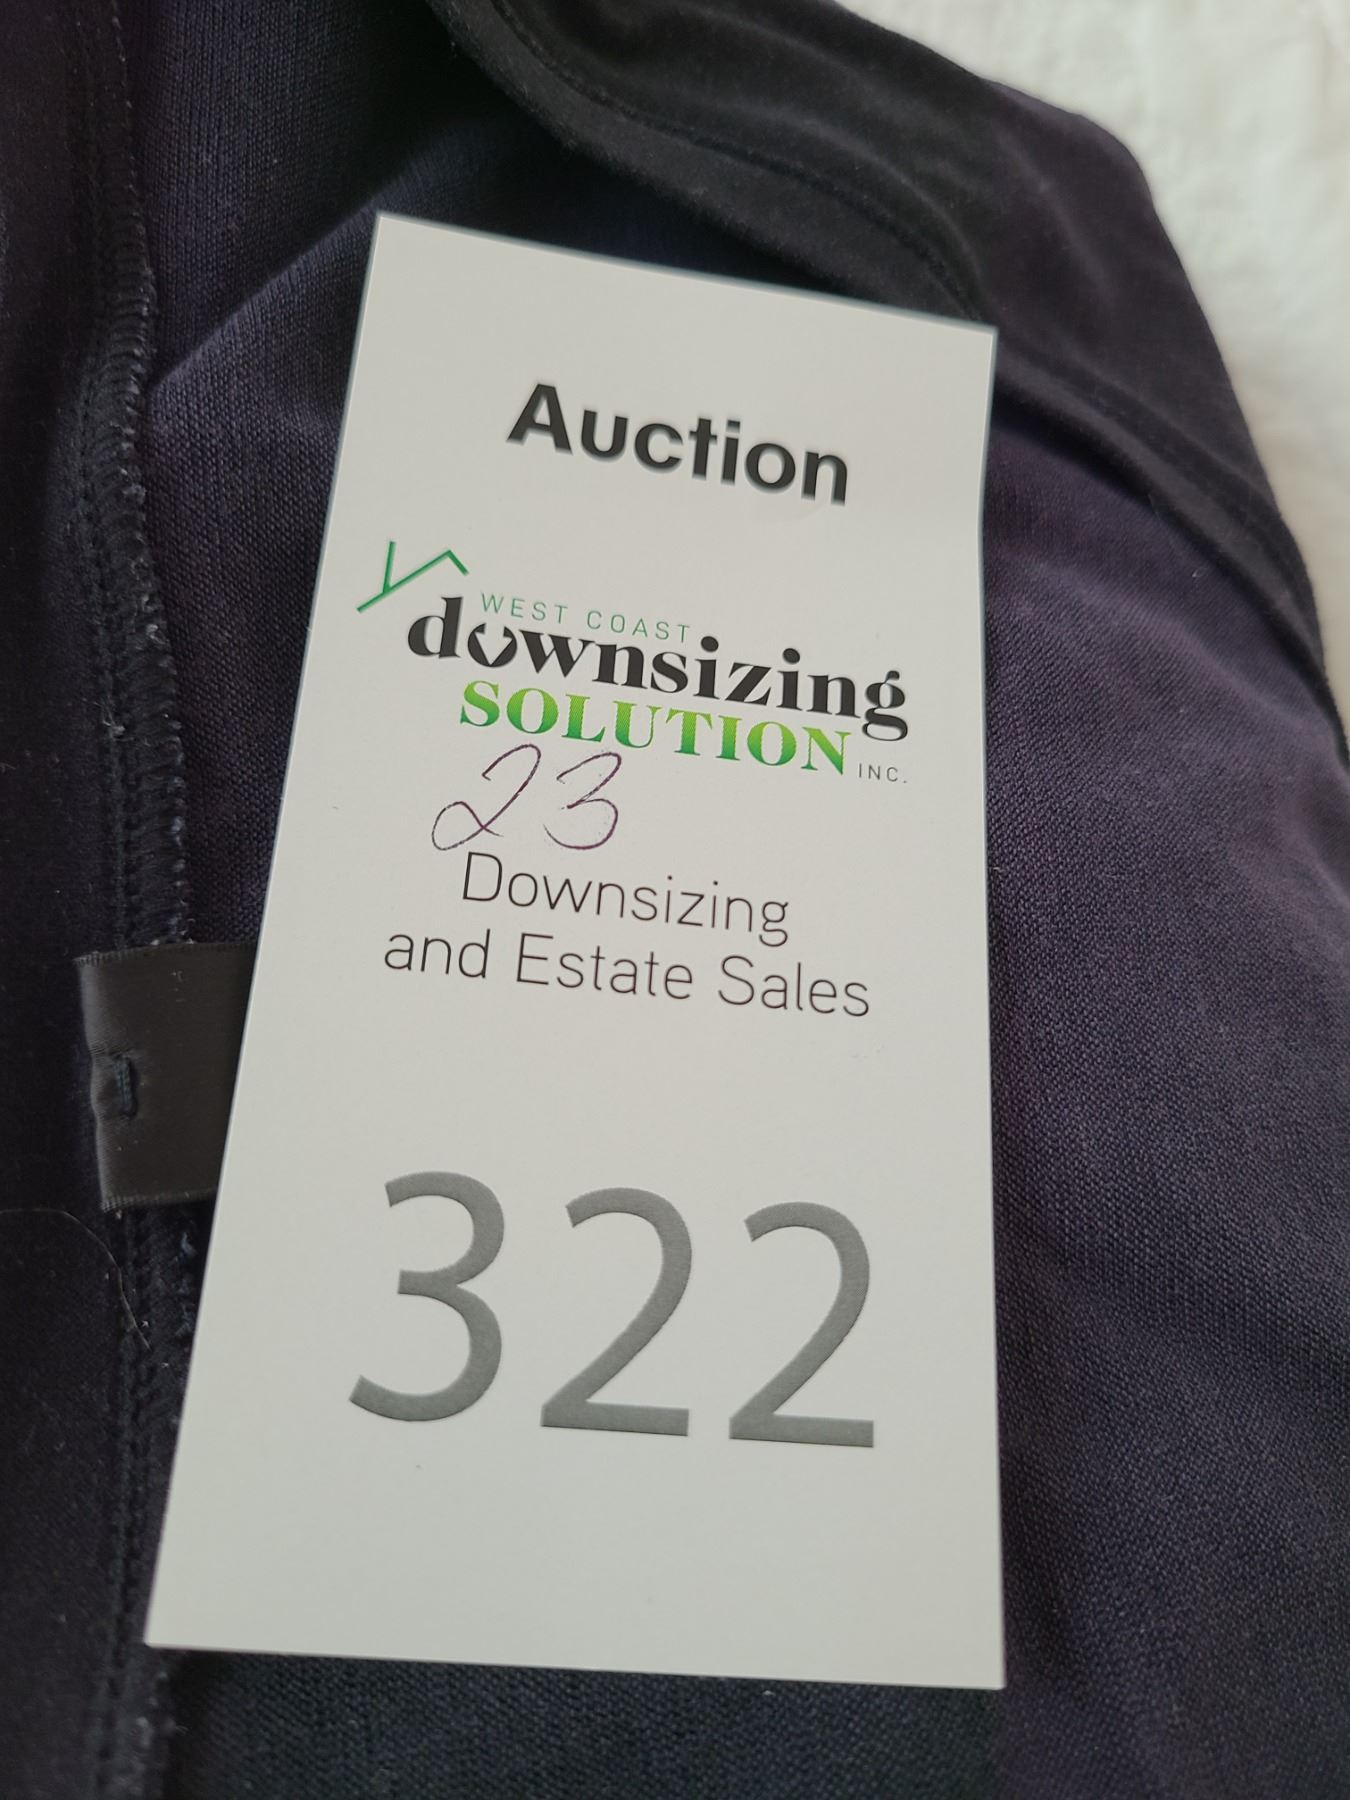 Auction
WEST COAST
downsizing
SOLUTION INC.
23
Downsizing
and Estate Sales
322